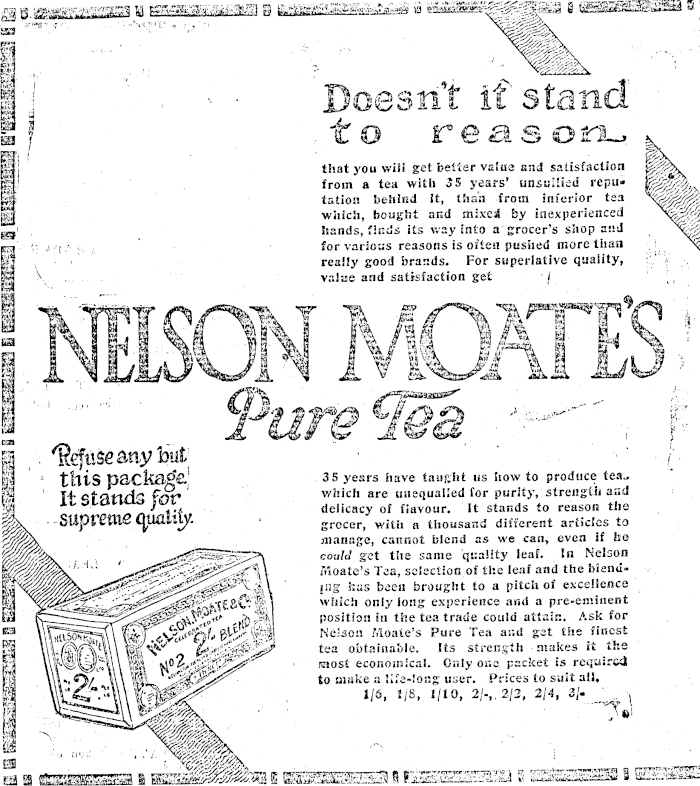 Doesn't it stand
to reason
that you will get better value and satisfaction
from a tea with 35 years' unsullied repu-
tation behind it, than from inferior tea
which, bought and mixed by inexperienced
hands, finds its way into a grocer's shop and
for various reasons is often pushed more than
really good brands. For superlative quality,
value and satisfaction get
NELSON MOATE'S
Pure Tea
Refuse any but
this package.
It stands for
supreme quality.
NELSON MOATE
2/-
NELSON, MOATE & Co
CELEBRATED TEA
No 2 2/- BLEND
35 years have taught us how to produce teas
which are unequalled for purity, strength and
delicacy of flavour. It stands to reason the
grocer, with a thousand different articles to
manage, cannot blend as we can, even if he
could get the same quality leaf. In Nelson
Moate's Tea, selection of the leaf and the blend-
ing has been brought to a pitch of excellence
which only long experience and a pre-eminent
position in the tea trade could attain. Ask for
Nelson Moate's Pure Tea and get the finest
tea obtainable. Its strength makes it the
most economical. Only one packet is required
to make a life-long user. Prices to suit all.
1/6, 1/8, 1/10, 2/-, 2/2, 2/4, 3/-